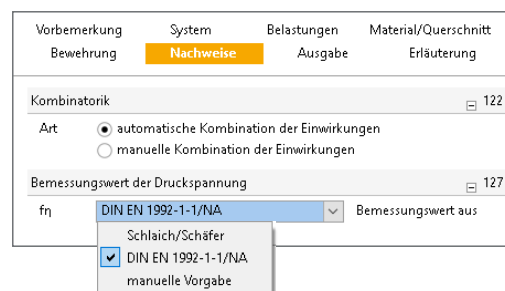 Vorbemerkung System Belastungen Material/Querschnitt
Bewehrung Nachweise Ausgabe Erläuterung
Kombinatorik 122
Art automatische Kombination der Einwirkungen
manuelle Kombination der Einwirkungen
Bemessungswert der Druckspannung 127
fη DIN EN 1992-1-1/NA Bemessungswert aus
Schlaich/Schäfer
DIN EN 1992-1-1/NA
manuelle Vorgabe